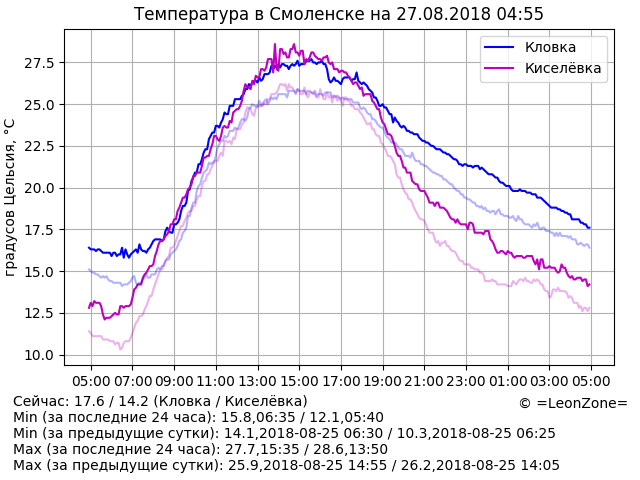 Температура в Смоленске на 27.08.2018 04:55
градусов Цельсия, °C
27.5
25.0
22.5
20.0
17.5
15.0
12.5
10.0
Кловка
Киселёвка
05:00 07:00 09:00 11:00 13:00 15:00 17:00 19:00 21:00 23:00 01:00 03:00 05:00
Сейчас: 17.6 / 14.2 (Кловка / Киселёвка)
© =LeonZone=
Min (за последние 24 часа): 15.8,06:35 / 12.1,05:40
Min (за предыдущие сутки): 14.1,2018-08-25 06:30 / 10.3,2018-08-25 06:25
Max (за последние 24 часа): 27.7,15:35 / 28.6,13:50
Max (за предыдущие сутки): 25.9,2018-08-25 14:55 / 26.2,2018-08-25 14:05